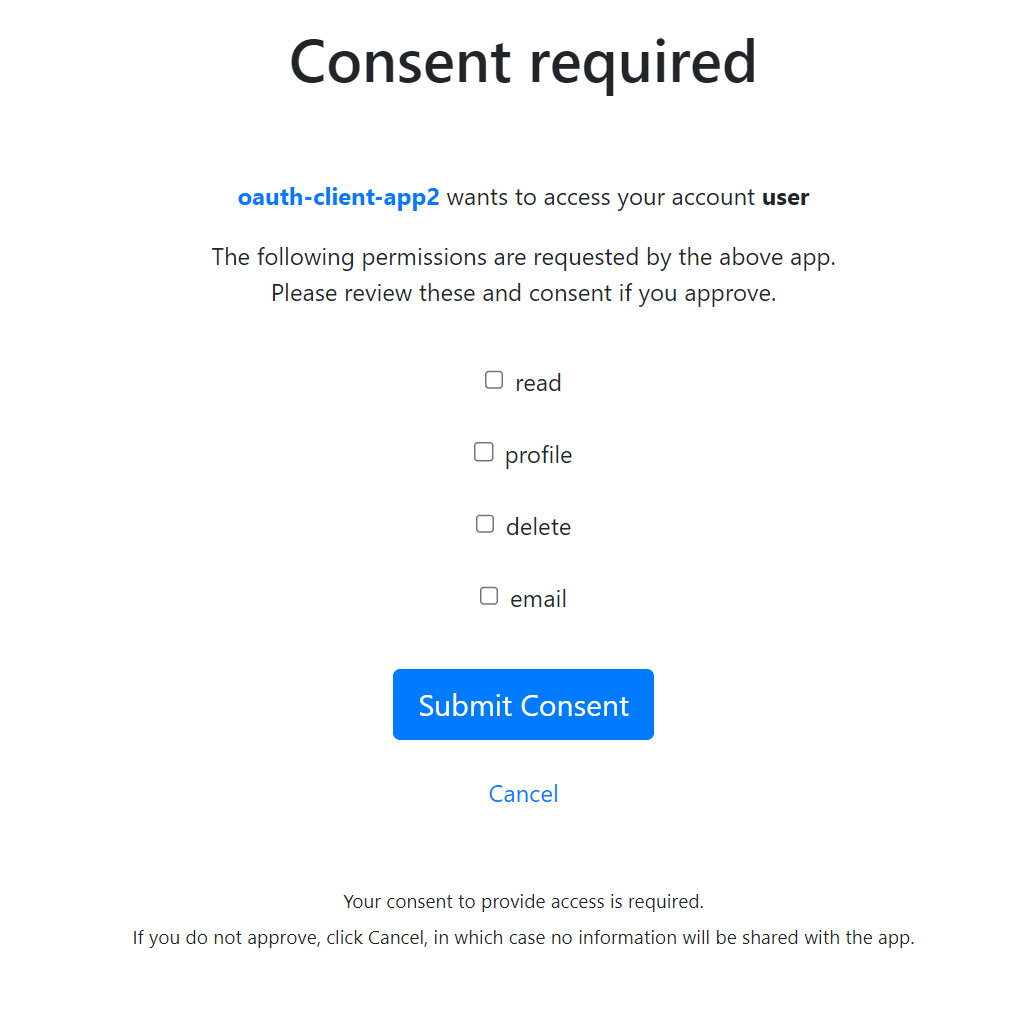 Consent required
oauth-client-app2 wants to access your account user
The following permissions are requested by the above app.
Please review these and consent if you approve.
read
profile
delete
email
Submit Consent
Cancel
Your consent to provide access is required.
If you do not approve, click Cancel, in which case no information will be shared with the app.